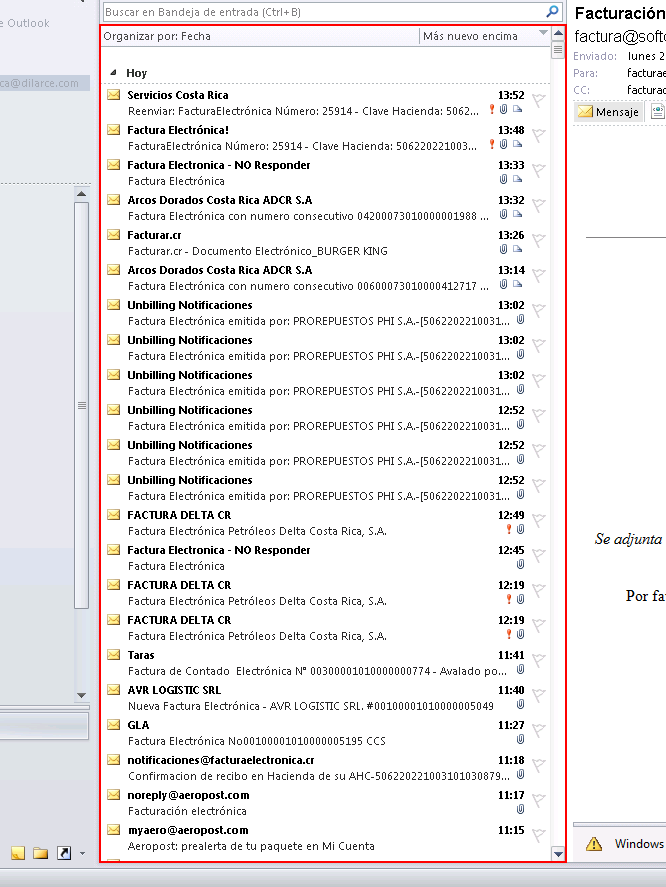 Buscar en Bandeja de entrada (Ctrl+B)
Organizar por: Fecha
Más nuevo encima
Hoy
Servicios Costa Rica 13:52
Reenviar: FacturaElectrónica Número: 25914 - Clave Hacienda: 5062...
Factura Electrónica! 13:48
FacturaElectrónica Número: 25914 - Clave Hacienda: 506220221003...
Factura Electronica - NO Responder 13:33
Factura Electrónica
Arcos Dorados Costa Rica ADCR S.A 13:32
Factura Electrónica con numero consecutivo 04200073010000001988 ...
Facturar.cr 13:26
Facturar.cr - Documento Electrónico_BURGER KING
Arcos Dorados Costa Rica ADCR S.A 13:14
Factura Electrónica con numero consecutivo 00600073010000412717 ...
Unbilling Notificaciones 13:02
Factura Electrónica emitida por: PROREPUESTOS PHI S.A.-[5062202210031...
Unbilling Notificaciones 13:02
Factura Electrónica emitida por: PROREPUESTOS PHI S.A.-[5062202210031...
Unbilling Notificaciones 13:02
Factura Electrónica emitida por: PROREPUESTOS PHI S.A.-[5062202210031...
Unbilling Notificaciones 12:52
Factura Electrónica emitida por: PROREPUESTOS PHI S.A.-[5062202210031...
Unbilling Notificaciones 12:52
Factura Electrónica emitida por: PROREPUESTOS PHI S.A.-[5062202210031...
Unbilling Notificaciones 12:52
Factura Electrónica emitida por: PROREPUESTOS PHI S.A.-[5062202210031...
FACTURA DELTA CR 12:49
Factura Electrónica Petróleos Delta Costa Rica, S.A.
Factura Electronica - NO Responder 12:45
Factura Electrónica
FACTURA DELTA CR 12:19
Factura Electrónica Petróleos Delta Costa Rica, S.A.
FACTURA DELTA CR 12:19
Factura Electrónica Petróleos Delta Costa Rica, S.A.
Taras 11:41
Factura de Contado  Electrónica N° 00300001010000000774 - Avalado po...
AVR LOGISTIC SRL 11:40
Nueva Factura Electrónica - AVR LOGISTIC SRL. #00100001010000005049
GLA 11:27
Factura Electrónica No00100001010000005195 CCS
notificaciones@facturaelectronica.cr 11:18
Confirmacion de recibo en Hacienda de su AHC-506220221003101030879...
noreply@aeropost.com 11:17
Facturación electrónica
myaero@aeropost.com 11:15
Aeropost: prealerta de tu paquete en Mi Cuenta
e Outlook
ca@dilarce.com
Facturación
factura@softo
Enviado: lunes 2
Para: facturae
CC: facturac
Mensaje
Se adjunta
Por fa
Windows